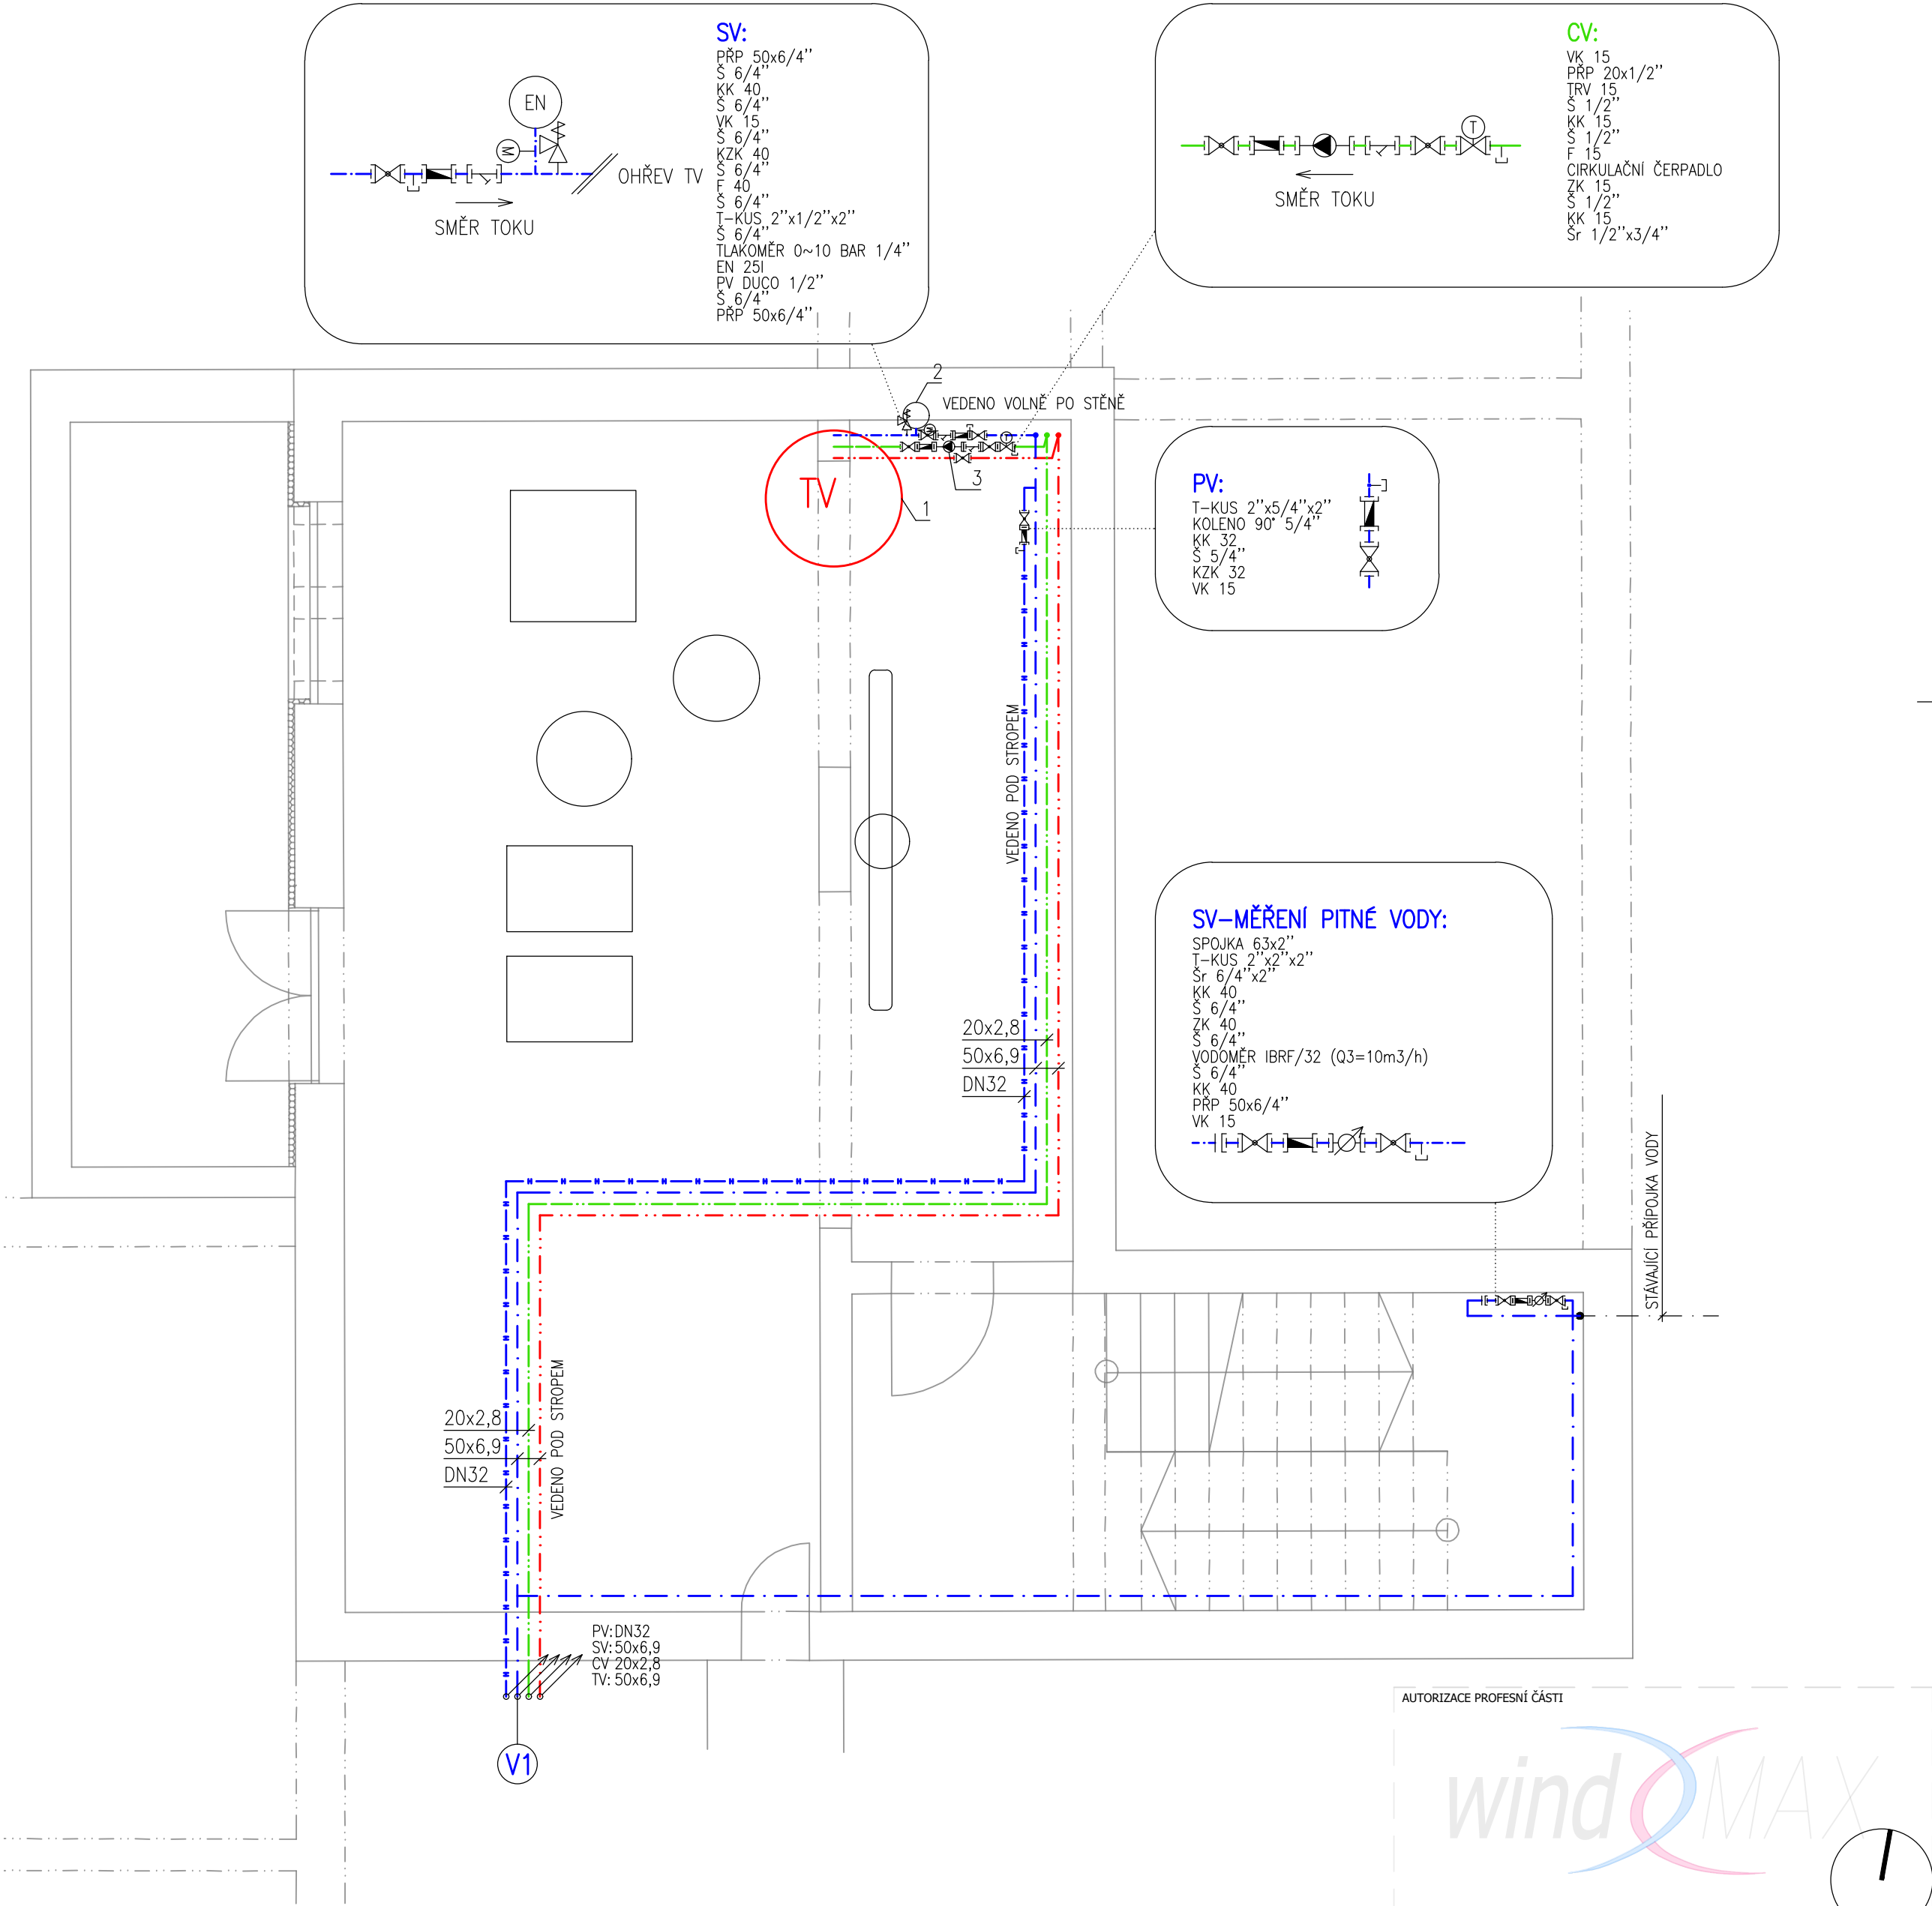 SV:
PŘP 50x6/4''
Š 6/4''
KK 40
Š 6/4''
VK 15
Š 6/4''
KZK 40
Š 6/4''
F 40
Š 6/4''
T-KUS 2''x1/2''x2''
Š 6/4''
TLAKOMĚR 0~10 BAR 1/4''
EN 25l
PV DUCO 1/2''
Š 6/4''
PŘP 50x6/4''
EN
M
OHŘEV TV
SMĚR TOKU
CV:
VK 15
PŘP 20x1/2''
TRV 15
Š 1/2''
KK 15
Š 1/2''
F 15
CIRKULAČNÍ ČERPADLO
ZK 15
Š 1/2''
KK 15
Šr 1/2''x3/4''
T
SMĚR TOKU
2
VEDENO VOLNĚ PO STĚNĚ
M
T
3
TV
1
PV:
T-KUS 2''x5/4''x2''
KOLENO 90° 5/4''
KK 32
Š 5/4''
KZK 32
VK 15
VEDENO POD STROPEM
SV-MĚŘENÍ PITNÉ VODY:
SPOJKA 63x2''
T-KUS 2''x2''x2''
Šr 6/4''x2''
KK 40
Š 6/4''
ZK 40
Š 6/4''
VODOMĚR IBRF/32 (Q3=10m3/h)
Š 6/4''
KK 40
PŘP 50x6/4''
VK 15
20x2,8
50x6,9
DN32
STÁVAJÍCÍ PŘÍPOJKA VODY
20x2,8
50x6,9
DN32
VEDENO POD STROPEM
PV:DN32
SV:50x6,9
CV 20x2,8
TV: 50x6,9
V1
AUTORIZACE PROFESNÍ ČÁSTI
wind MAX